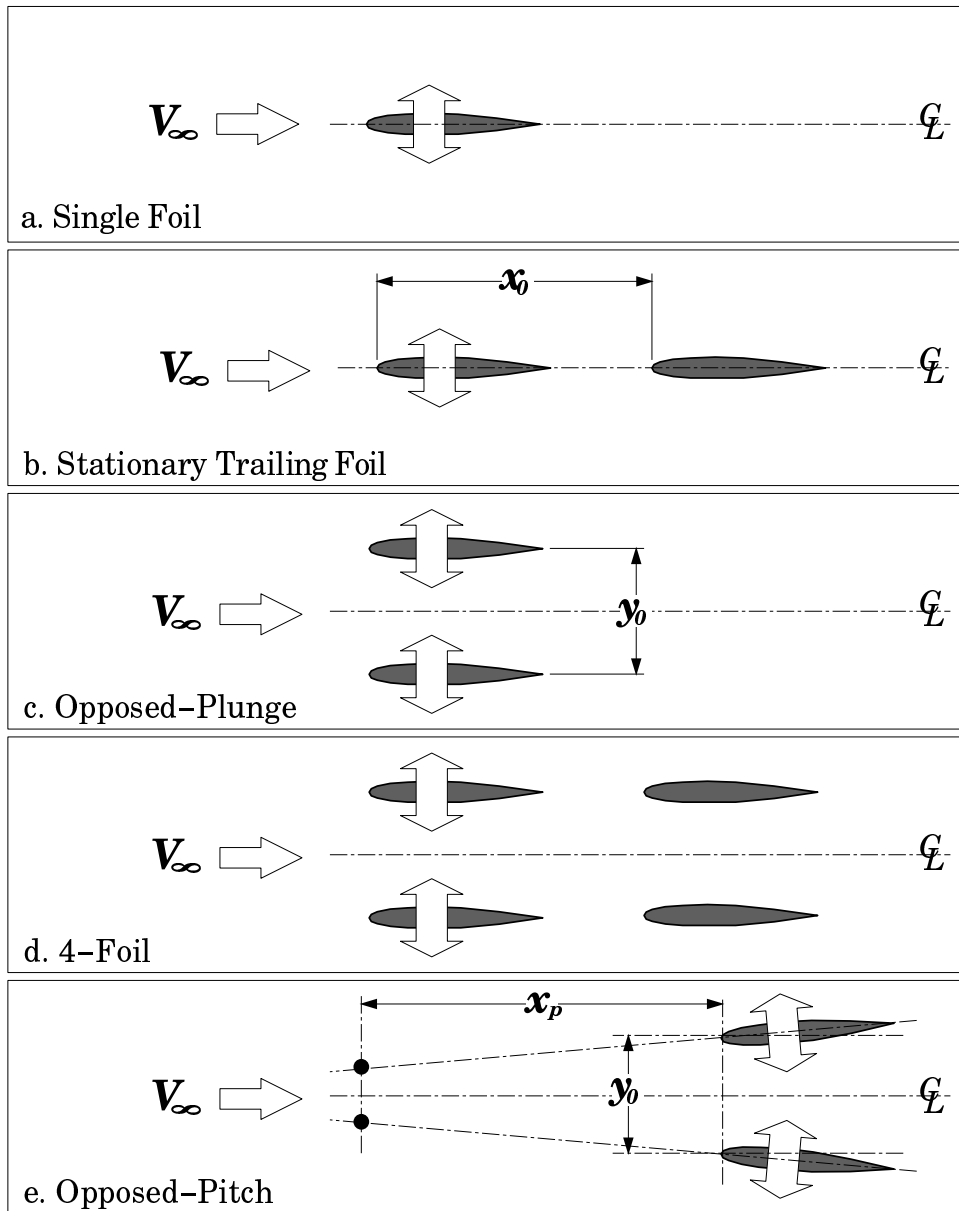 V∞
℄
a. Single Foil
x₀
V∞
℄
b. Stationary Trailing Foil
V∞
y₀
℄
c. Opposed–Plunge
V∞
℄
d. 4–Foil
xₚ
V∞
y₀
℄
e. Opposed–Pitch